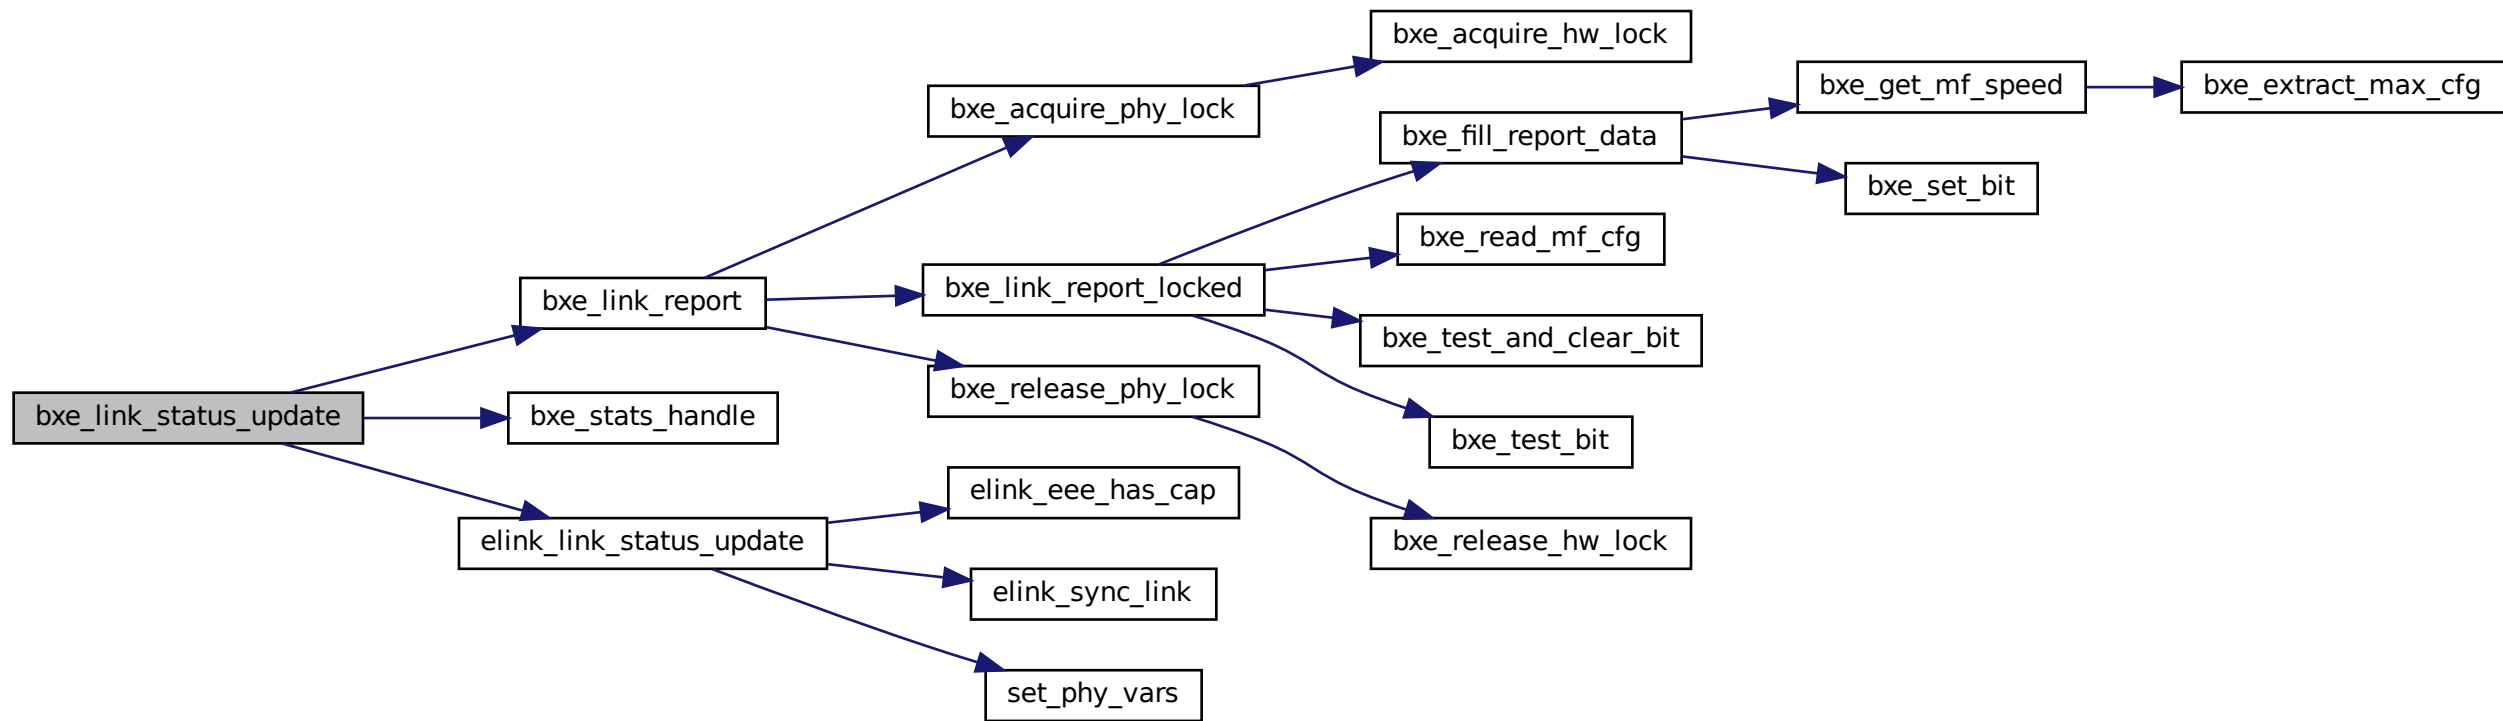 bxe_link_status_update
bxe_link_report
bxe_acquire_phy_lock
bxe_acquire_hw_lock
bxe_link_report_locked
bxe_fill_report_data
bxe_get_mf_speed
bxe_extract_max_cfg
bxe_set_bit
bxe_read_mf_cfg
bxe_test_and_clear_bit
bxe_test_bit
bxe_release_phy_lock
bxe_release_hw_lock
bxe_stats_handle
elink_link_status_update
elink_eee_has_cap
elink_sync_link
set_phy_vars